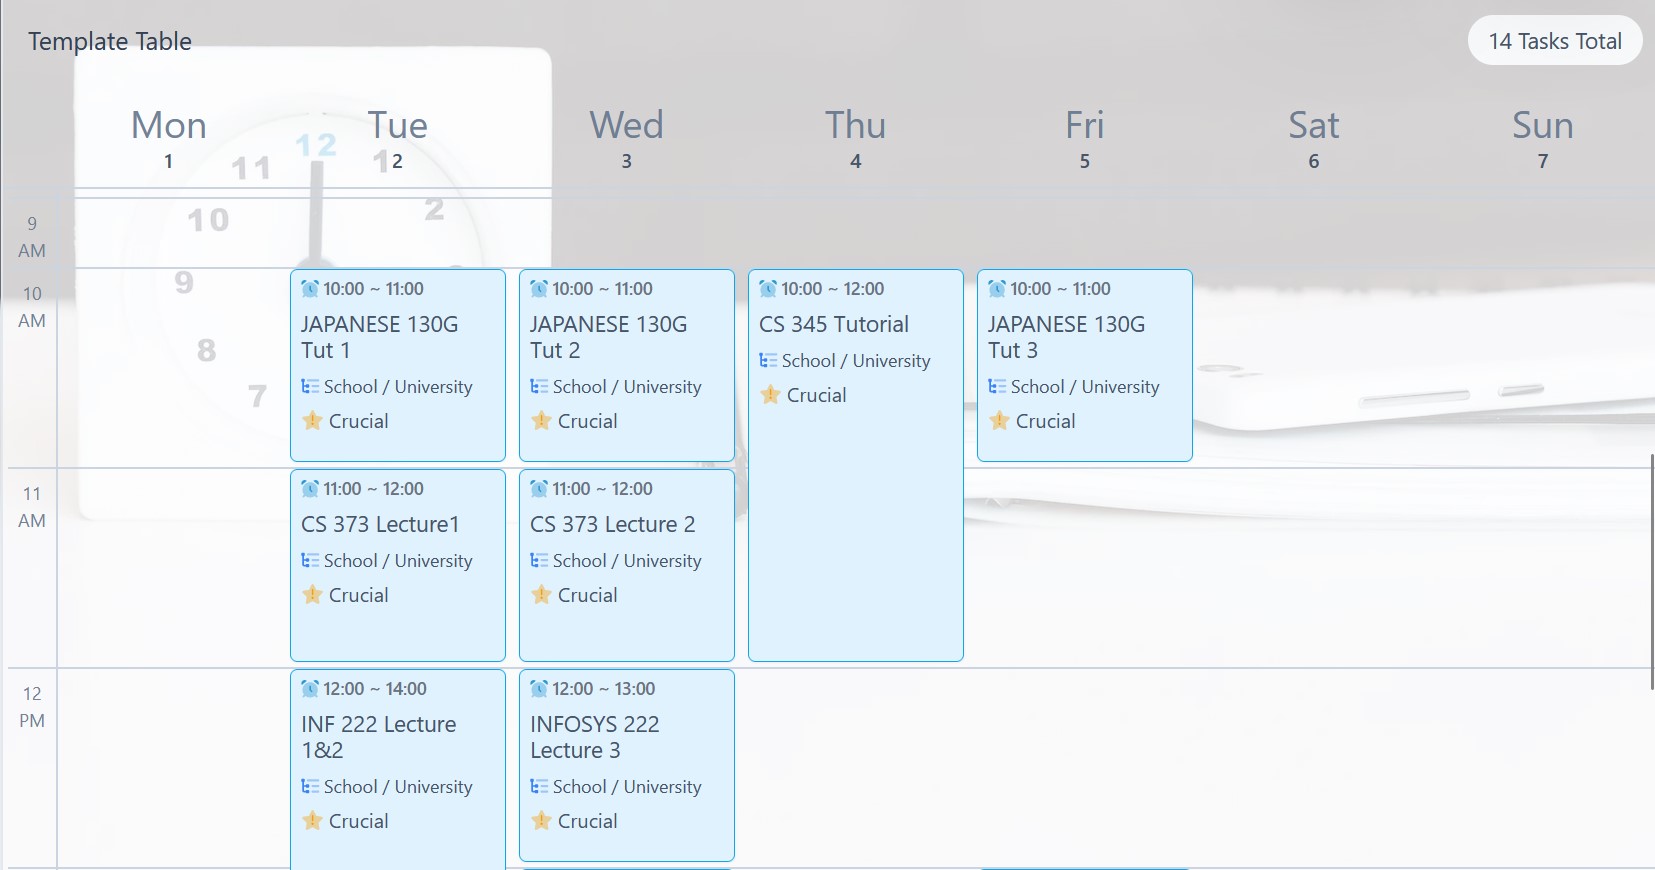 Template Table
14 Tasks Total
Mon
Tue
Wed
Thu
Fri
Sat
Sun
1
2
3
4
5
6
7
12
11
1
10
2
9
8
7
9
AM
10
AM
11
AM
12
PM
10:00 ~ 11:00
JAPANESE 130G
Tut 1
School / University
Crucial
11:00 ~ 12:00
CS 373 Lecture1
School / University
Crucial
12:00 ~ 14:00
INF 222 Lecture
1&2
School / University
Crucial
10:00 ~ 11:00
JAPANESE 130G
Tut 2
School / University
Crucial
11:00 ~ 12:00
CS 373 Lecture 2
School / University
Crucial
12:00 ~ 13:00
INFOSYS 222
Lecture 3
School / University
Crucial
10:00 ~ 12:00
CS 345 Tutorial
School / University
Crucial
10:00 ~ 11:00
JAPANESE 130G
Tut 3
School / University
Crucial